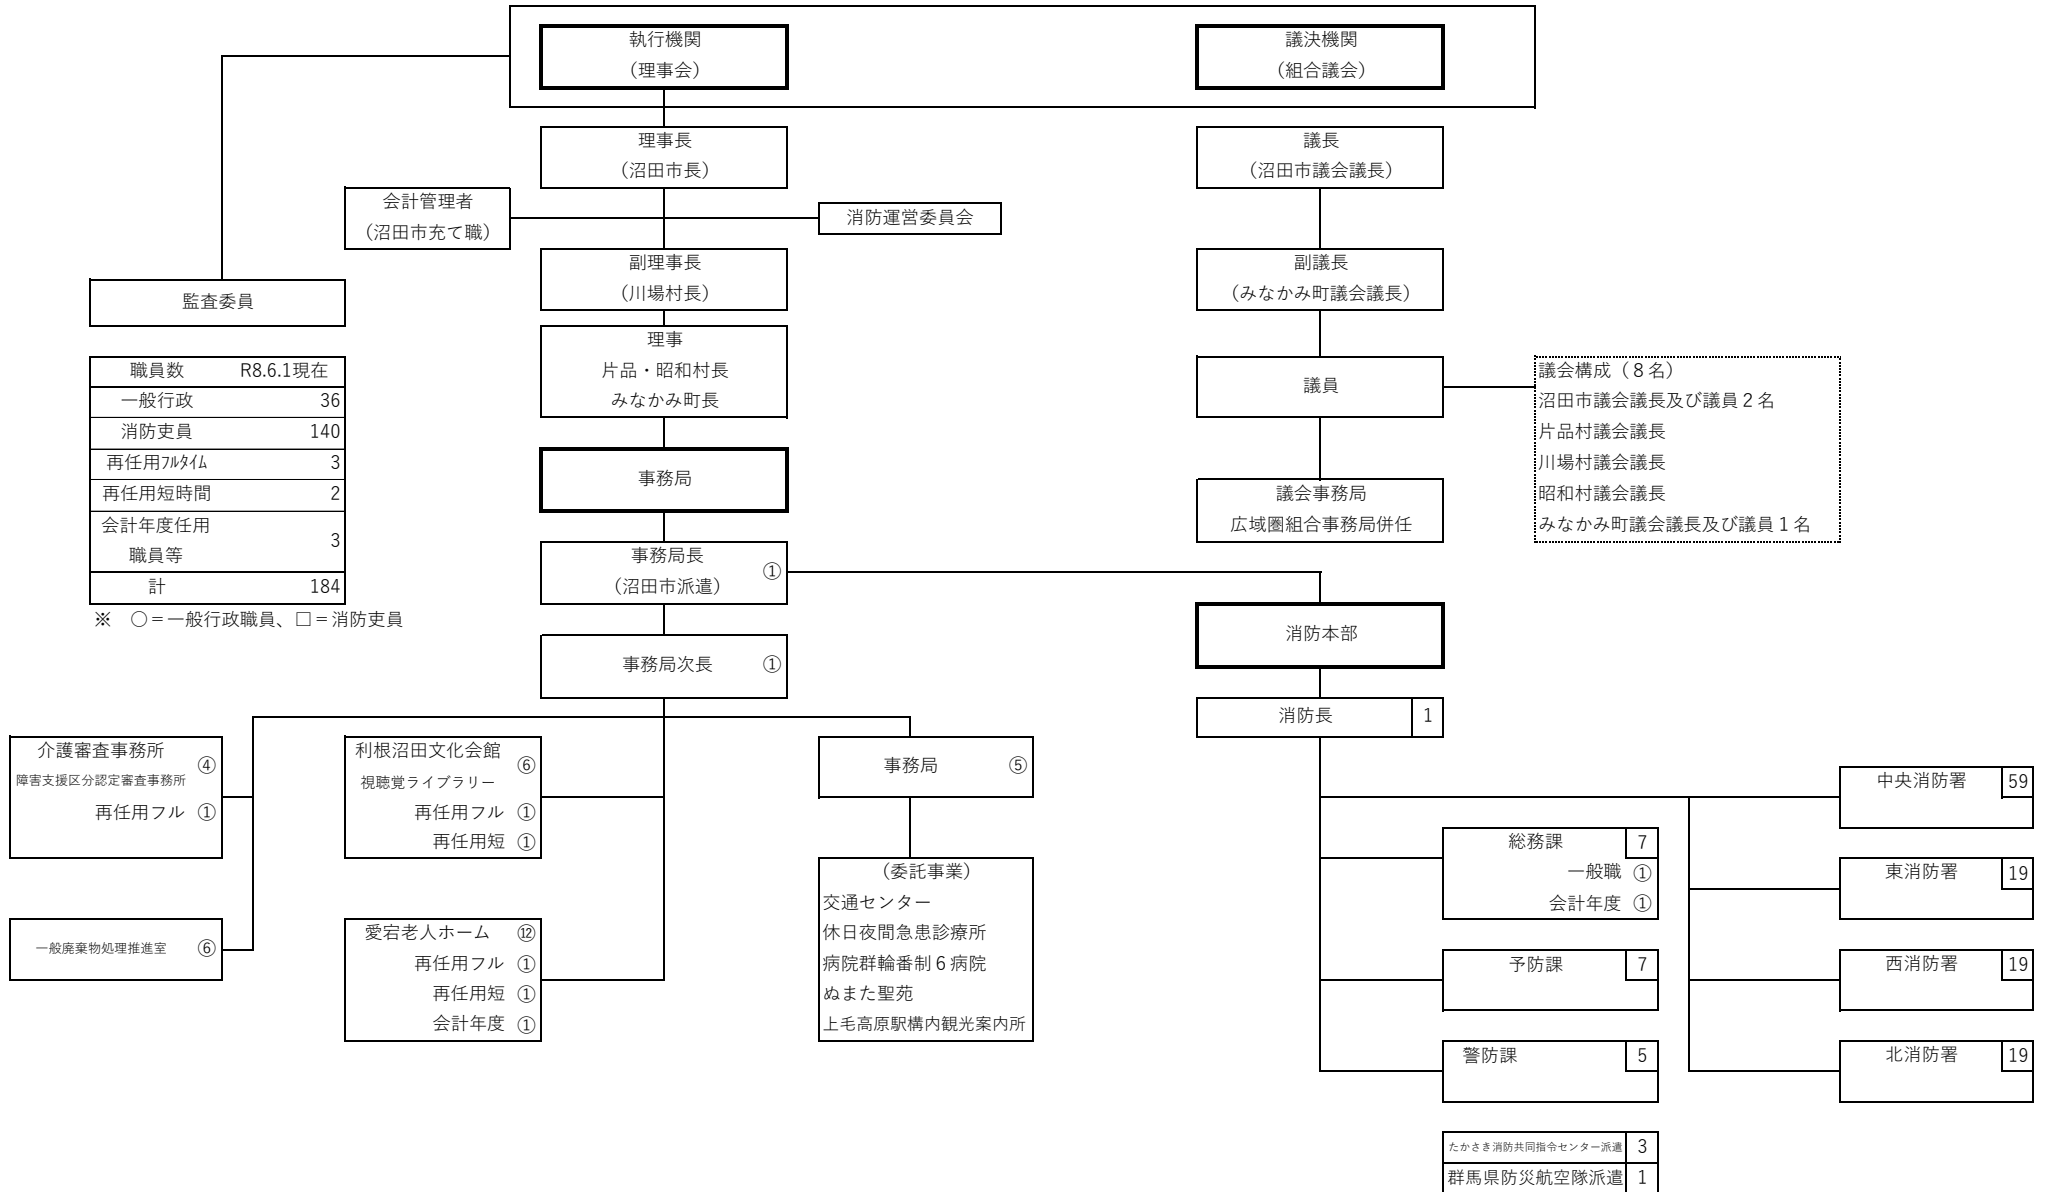 執行機関
（理事会）
議決機関
（組合議会）
理事長
（沼田市長）
議長
（沼田市議会議長）
会計管理者
（沼田市充て職）
消防運営委員会
副理事長
（川場村長）
副議長
（みなかみ町議会議長）
監査委員
理事
片品・昭和村長
みなかみ町長
議員
議会構成（８名）
沼田市議会議長及び議員２名
片品村議会議長
川場村議会議長
昭和村議会議長
みなかみ町議会議長及び議員１名
職員数 R8.6.1現在
一般行政 36
消防吏員 140
再任用ﾌﾙﾀｲﾑ 3
再任用短時間 2
会計年度任用
職員等 3
計 184
※ ○＝一般行政職員、□＝消防吏員
事務局
議会事務局
広域圏組合事務局併任
事務局長 ①
（沼田市派遣）
消防本部
事務局次長 ①
消防長 1
介護審査事務所 ④
障害支援区分認定審査事務所
再任用フル ①
利根沼田文化会館 ⑥
視聴覚ライブラリー
再任用フル ①
再任用短 ①
事務局 ⑤
一般廃棄物処理推進室 ⑥
愛宕老人ホーム ⑫
再任用フル ①
再任用短 ①
会計年度 ①
（委託事業）
交通センター
休日夜間急患診療所
病院群輪番制６病院
ぬまた聖苑
上毛高原駅構内観光案内所
総務課 7
一般職 ①
会計年度 ①
予防課 7
警防課 5
たかさき消防共同指令センター派遣 3
群馬県防災航空隊派遣 1
中央消防署 59
東消防署 19
西消防署 19
北消防署 19